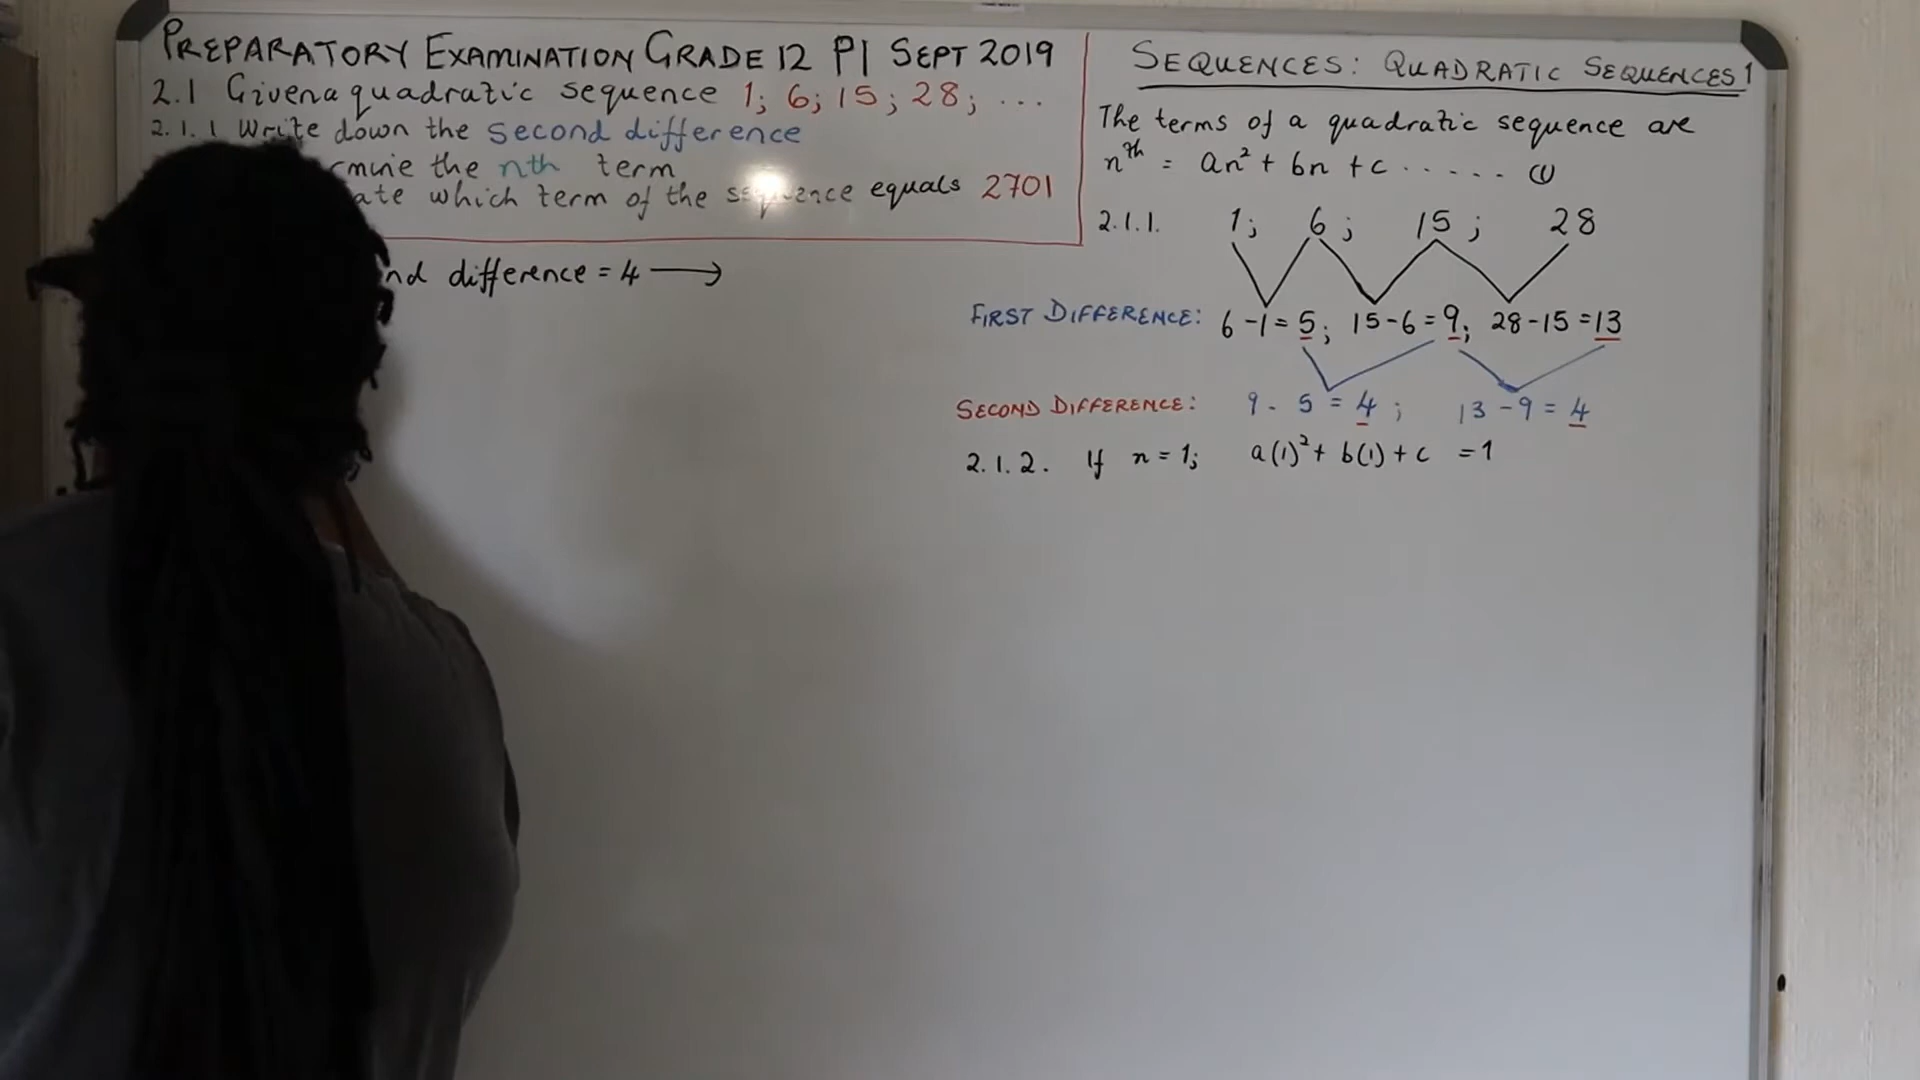 PREPARATORY EXAMINATION GRADE 12 P1 SEPT 2019
2.1 Given a quadratic sequence 1; 6; 15; 28; ...
2.1.1 Write down the second difference
rmine the nth term
ate which term of the sequence equals 2701
nd difference = 4 →
SEQUENCES: QUADRATIC SEQUENCES 1
The terms of a quadratic sequence are
nᵗʰ = an² + bn + c ..... (1)
2.1.1. 1; 6; 15; 28
FIRST DIFFERENCE: 6-1=5; 15-6=9; 28-15=13
SECOND DIFFERENCE: 9-5=4; 13-9=4
2.1.2. If n=1; a(1)²+ b(1)+c =1